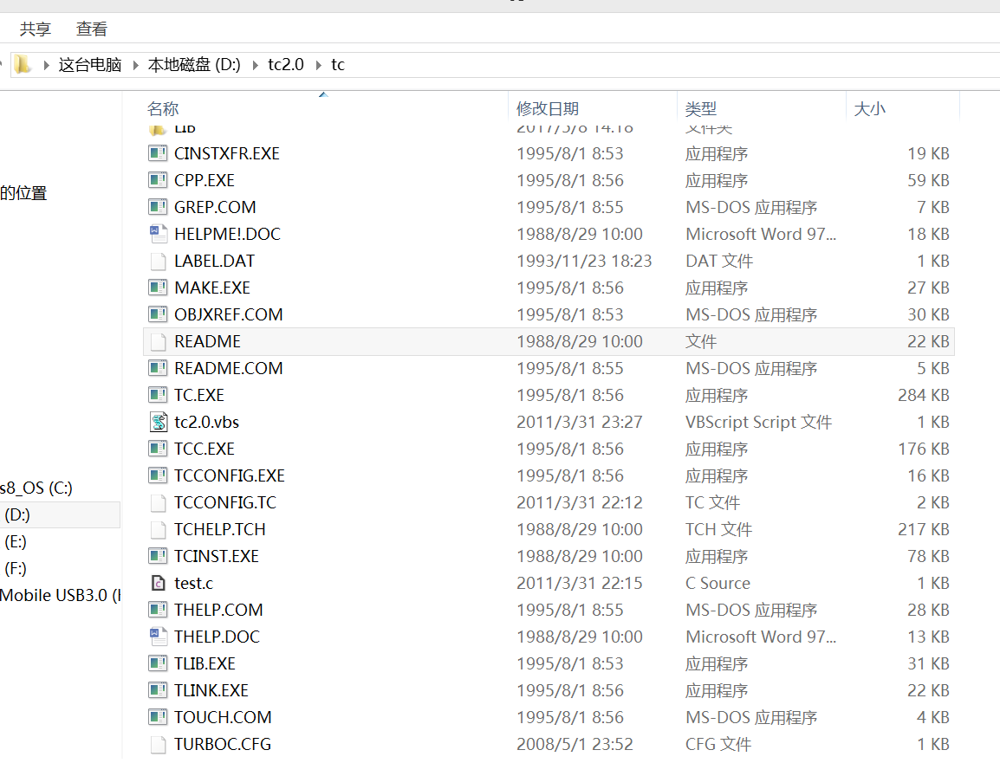 共享 查看
这台电脑 本地磁盘 (D:) tc2.0 tc
名称 修改日期 类型 大小
LIB 2017/5/8 14:18 文件夹
CINSTXFR.EXE 1995/8/1 8:53 应用程序 19 KB
CPP.EXE 1995/8/1 8:56 应用程序 59 KB
的位置
GREP.COM 1995/8/1 8:55 MS-DOS 应用程序 7 KB
HELPME!.DOC 1988/8/29 10:00 Microsoft Word 97... 18 KB
LABEL.DAT 1993/11/23 18:23 DAT 文件 1 KB
MAKE.EXE 1995/8/1 8:56 应用程序 27 KB
OBJXREF.COM 1995/8/1 8:53 MS-DOS 应用程序 30 KB
README 1988/8/29 10:00 文件 22 KB
README.COM 1995/8/1 8:55 MS-DOS 应用程序 5 KB
TC.EXE 1995/8/1 8:56 应用程序 284 KB
tc2.0.vbs 2011/3/31 23:27 VBScript Script 文件 1 KB
TCC.EXE 1995/8/1 8:56 应用程序 176 KB
TCCONFIG.EXE 1995/8/1 8:56 应用程序 16 KB
s8_OS (C:)
TCCONFIG.TC 2011/3/31 22:12 TC 文件 2 KB
(D:)
TCHELP.TCH 1988/8/29 10:00 TCH 文件 217 KB
(E:)
TCINST.EXE 1988/8/29 10:00 应用程序 78 KB
(F:)
test.c 2011/3/31 22:15 C Source 1 KB
Mobile USB3.0 (
THELP.COM 1995/8/1 8:55 MS-DOS 应用程序 28 KB
THELP.DOC 1988/8/29 10:00 Microsoft Word 97... 13 KB
TLIB.EXE 1995/8/1 8:53 应用程序 31 KB
TLINK.EXE 1995/8/1 8:56 应用程序 22 KB
TOUCH.COM 1995/8/1 8:56 MS-DOS 应用程序 4 KB
TURBOC.CFG 2008/5/1 23:52 CFG 文件 1 KB